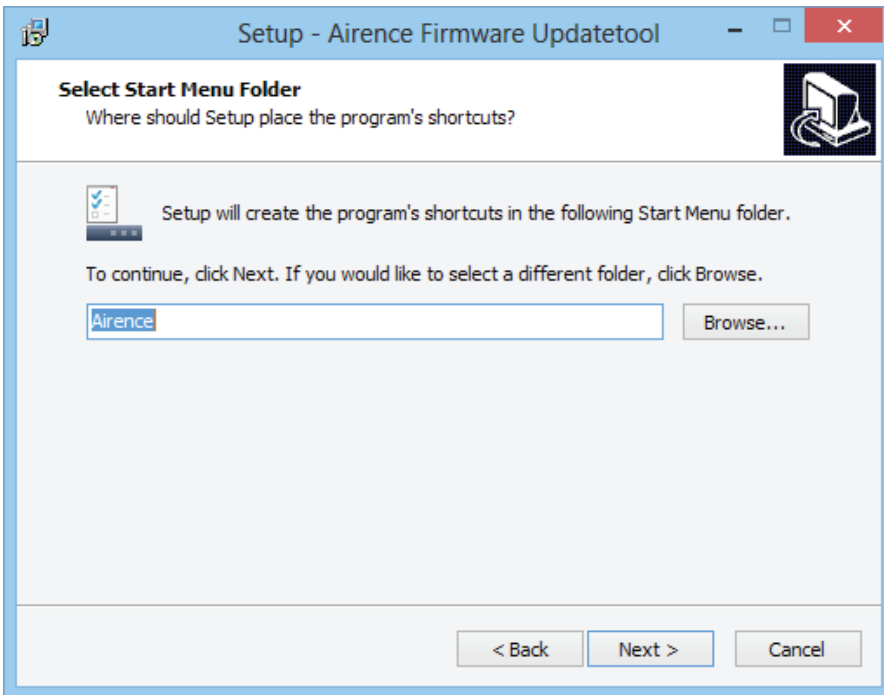 Setup - Airence Firmware Updatetool
Select Start Menu Folder
Where should Setup place the program's shortcuts?
Setup will create the program's shortcuts in the following Start Menu folder.
To continue, click Next. If you would like to select a different folder, click Browse.
Airence
Browse...
< Back
Next >
Cancel